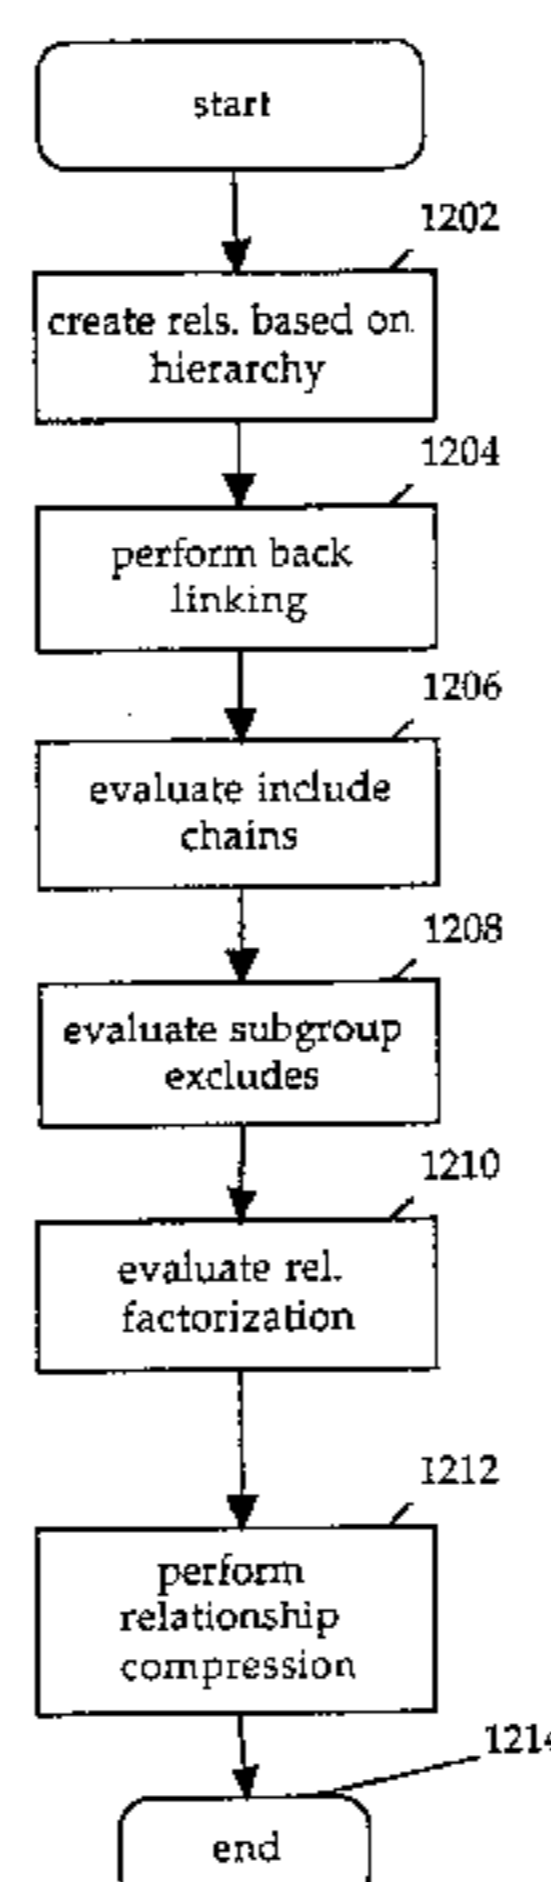 start
1202
create rels. based on
hierarchy
1204
perform back
linking
1206
evaluate include
chains
1208
evaluate subgroup
excludes
1210
evaluate rel.
factorization
1212
perform
relationship
compression
1214
end